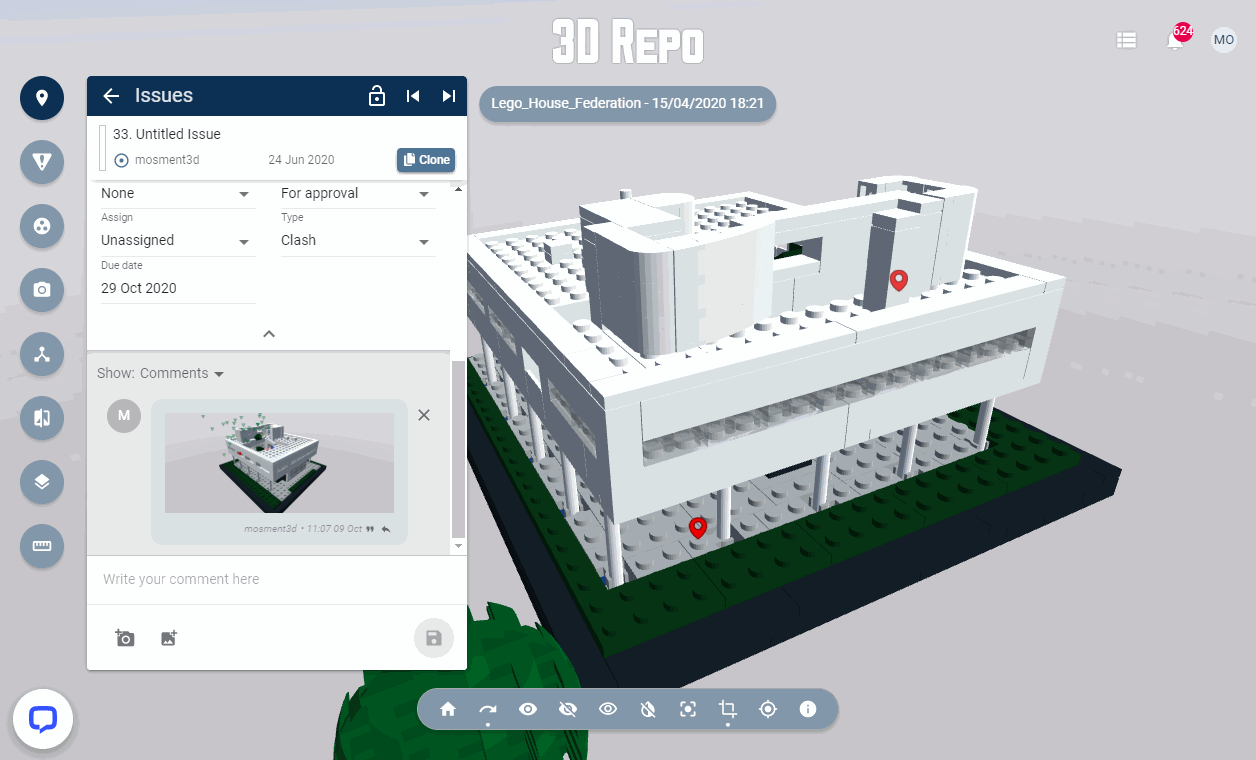 3D Repo
624
MO
Issues
Lego_House_Federation - 15/04/2020 18:21
33. Untitled Issue
mosment3d
24 Jun 2020
Clone
None
For approval
Assign
Type
Unassigned
Clash
Due date
29 Oct 2020
Show: Comments
M
mosment3d • 11:07 09 Oct
Write your comment here